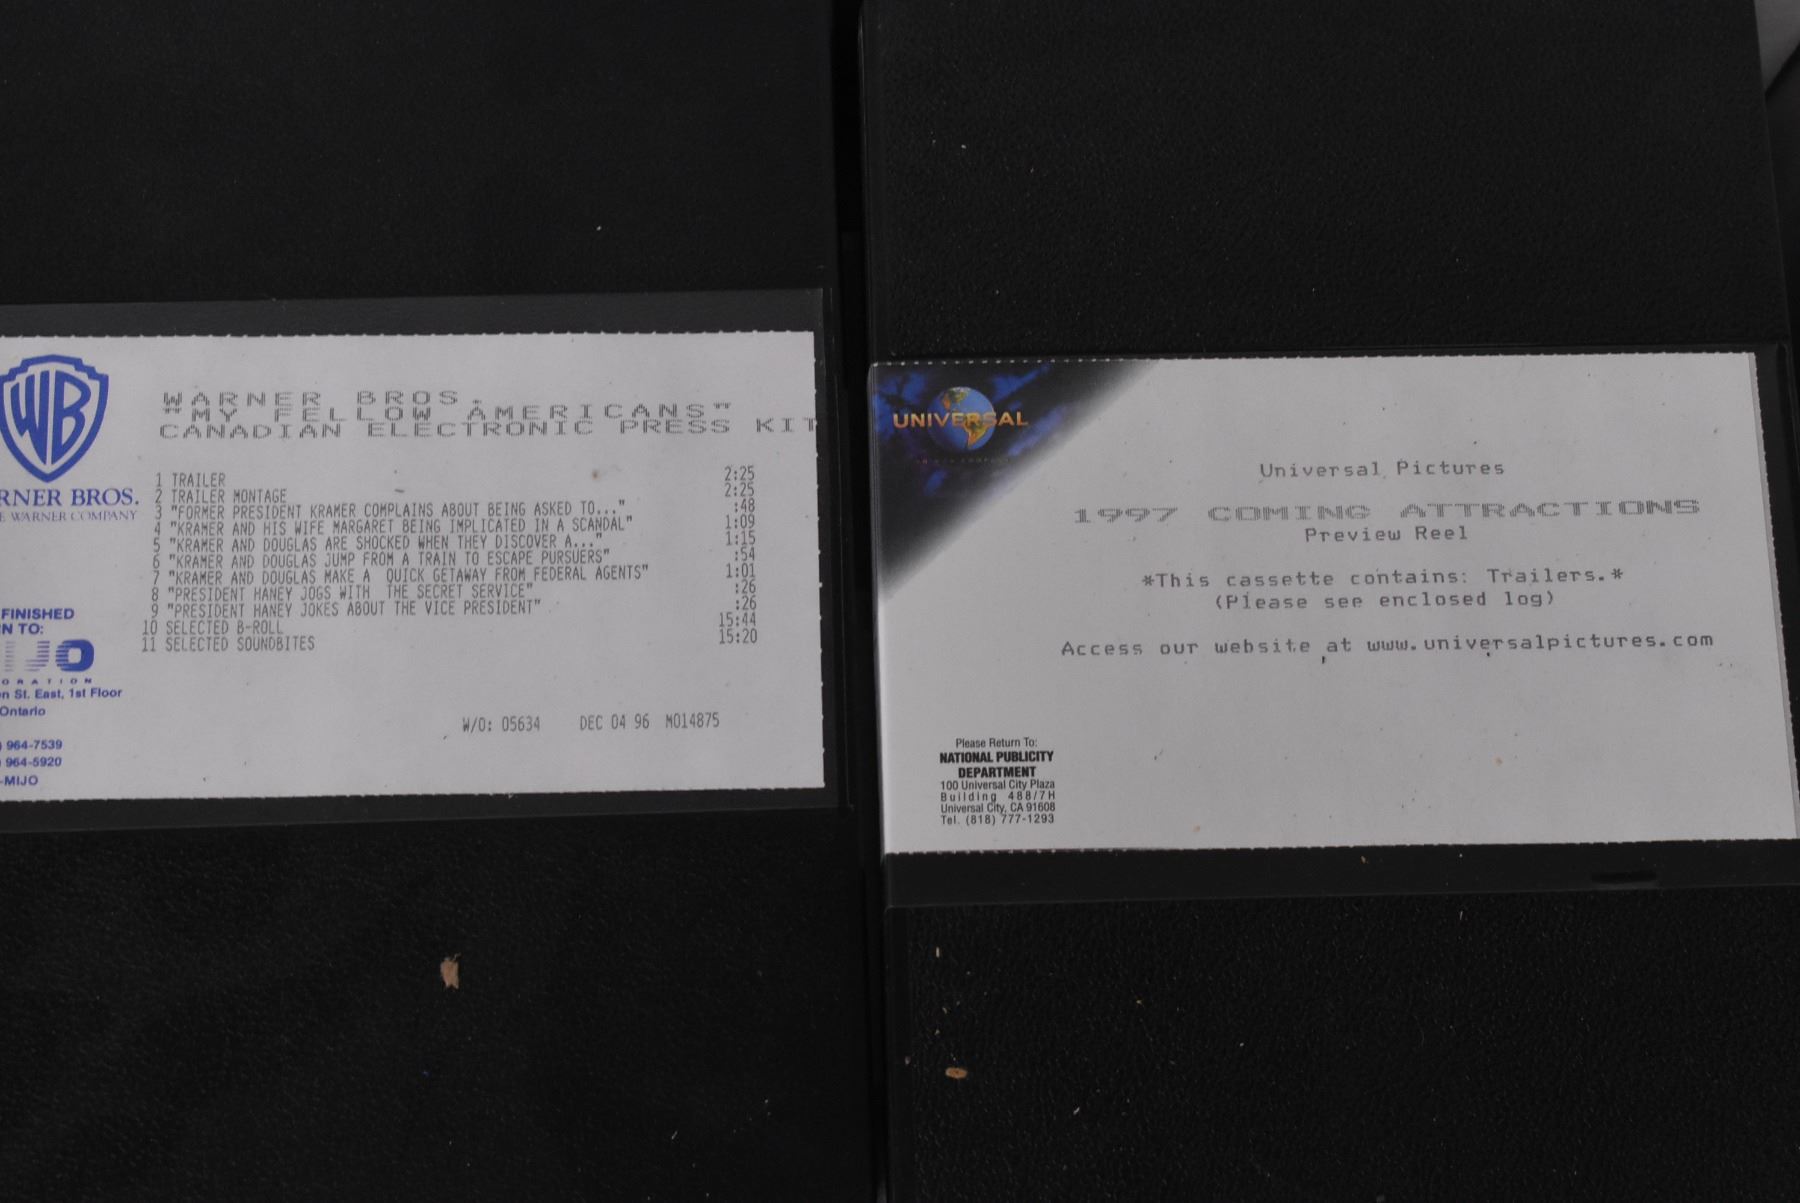 WB
WARNER BROS.
"MY FELLOW AMERICANS"
CANADIAN ELECTRONIC PRESS KIT
RNER BROS.
E WARNER COMPANY
1 TRAILER 2:25
2 TRAILER MONTAGE 2:25
3 "FORMER PRESIDENT KRAMER COMPLAINS ABOUT BEING ASKED TO..." :48
4 "KRAMER AND HIS WIFE MARGARET BEING IMPLICATED IN A SCANDAL" 1:09
5 "KRAMER AND DOUGLAS ARE SHOCKED WHEN THEY DISCOVER A..." 1:15
6 "KRAMER AND DOUGLAS JUMP FROM A TRAIN TO ESCAPE PURSUERS" :54
7 "KRAMER AND DOUGLAS MAKE A QUICK GETAWAY FROM FEDERAL AGENTS" 1:01
8 "PRESIDENT HANEY JOGS WITH THE SECRET SERVICE" :26
9 "PRESIDENT HANEY JOKES ABOUT THE VICE PRESIDENT" :26
10 SELECTED B-ROLL 15:44
11 SELECTED SOUNDBITES 15:20
FINISHED
N TO:
IJO
ORATION
n St. East, 1st Floor
Ontario
964-7539
964-5920
-MIJO
W/O: 05634 DEC 04 96 M014875
UNIVERSAL
Universal Pictures
1997 COMING ATTRACTIONS
Preview Reel
*This cassette contains: Trailers.*
(Please see enclosed log)
Access our website at www.universalpictures.com
Please Return To:
NATIONAL PUBLICITY
DEPARTMENT
100 Universal City Plaza
Building 488/7H
Universal City, CA 91608
Tel. (818) 777-1293